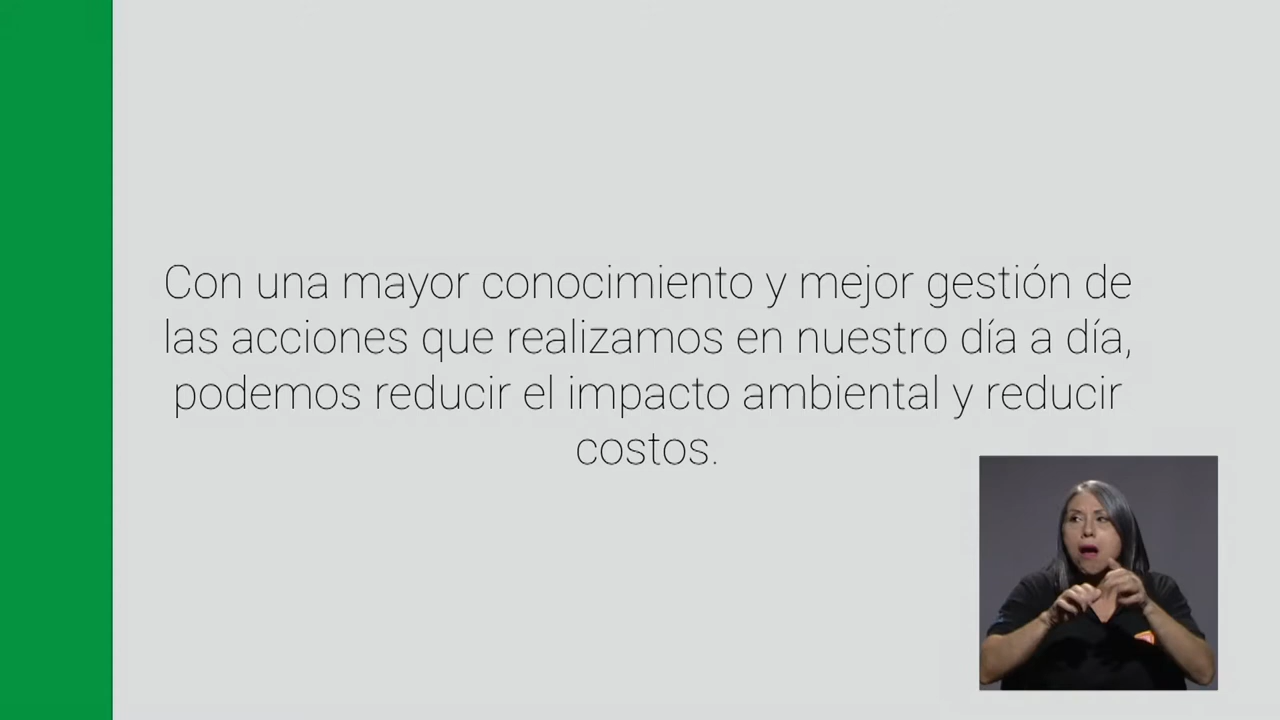 Con una mayor conocimiento y mejor gestión de
las acciones que realizamos en nuestro día a día,
podemos reducir el impacto ambiental y reducir
costos.